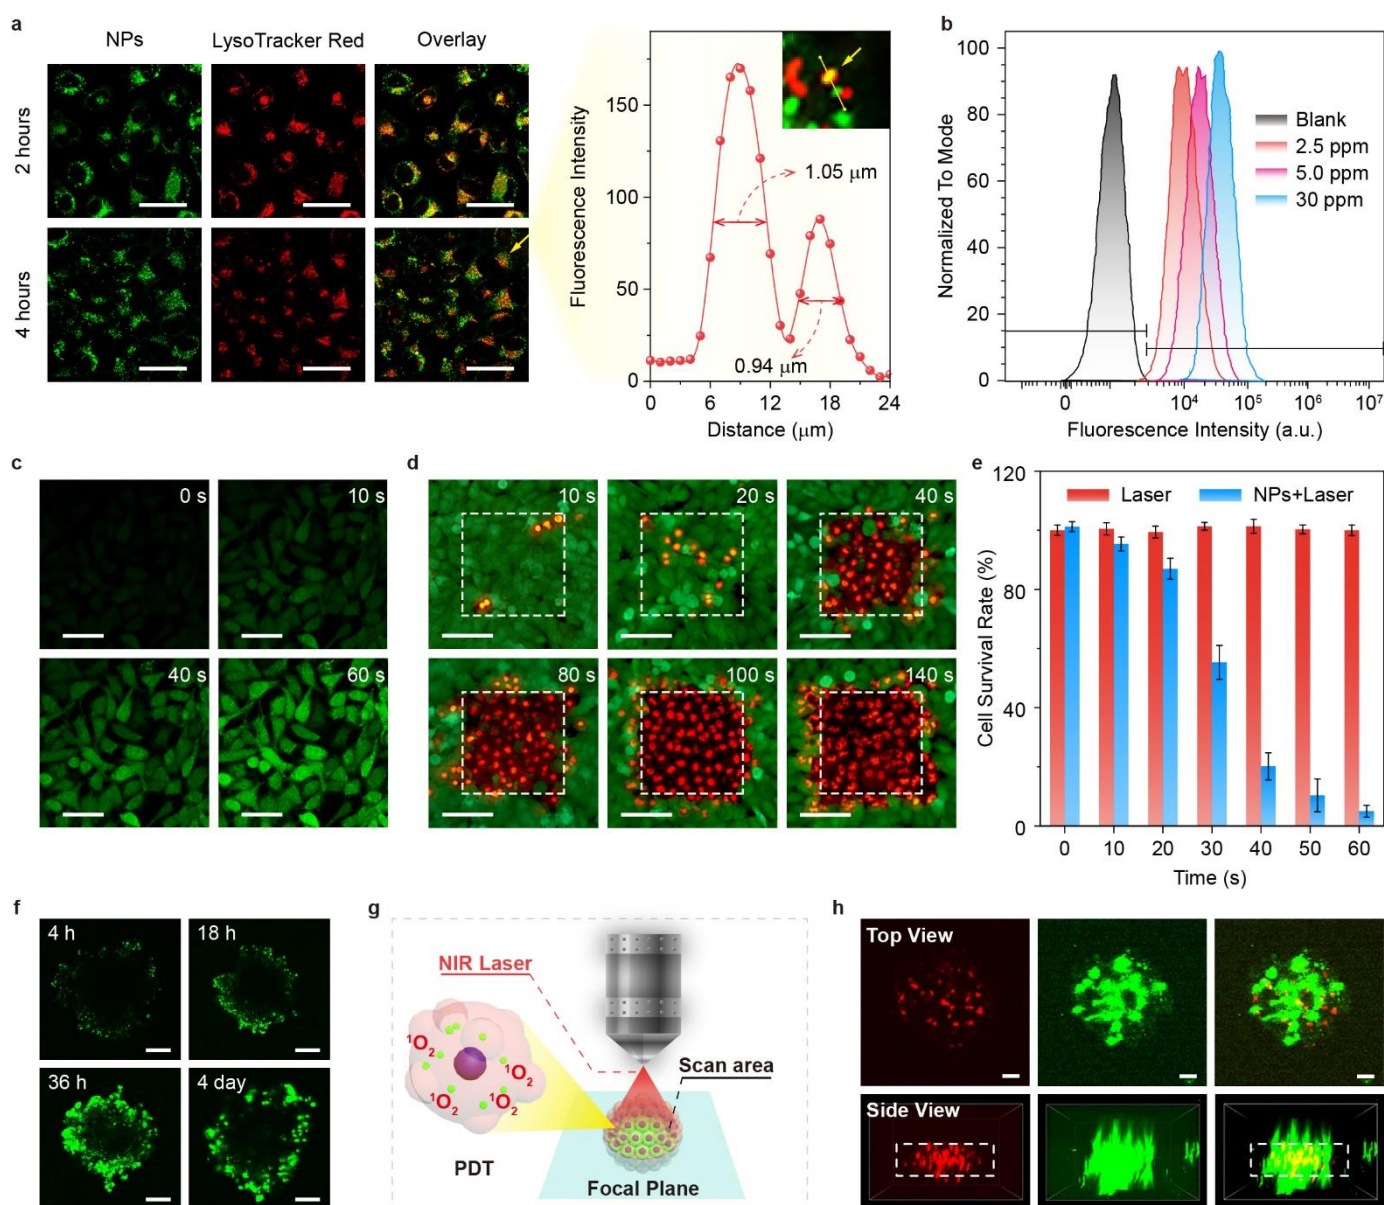 a
NPs
LysoTracker Red
Overlay
2 hours
4 hours
Fluorescence Intensity
150
100
50
0
1.05 μm
0.94 μm
0 6 12 18 24
Distance (μm)
b
Normalized To Mode
100
80
60
40
20
0
Blank
2.5 ppm
5.0 ppm
30 ppm
0 10⁴ 10⁵ 10⁶ 10⁷
Fluorescence Intensity (a.u.)
c
0 s
10 s
40 s
60 s
d
10 s
20 s
40 s
80 s
100 s
140 s
e
Cell Survival Rate (%)
120
80
40
0
Laser
NPs+Laser
0 10 20 30 40 50 60
Time (s)
f
4 h
18 h
36 h
4 day
g
NIR Laser
¹O₂
¹O₂
¹O₂
¹O₂
Scan area
PDT
Focal Plane
h
Top View
Side View